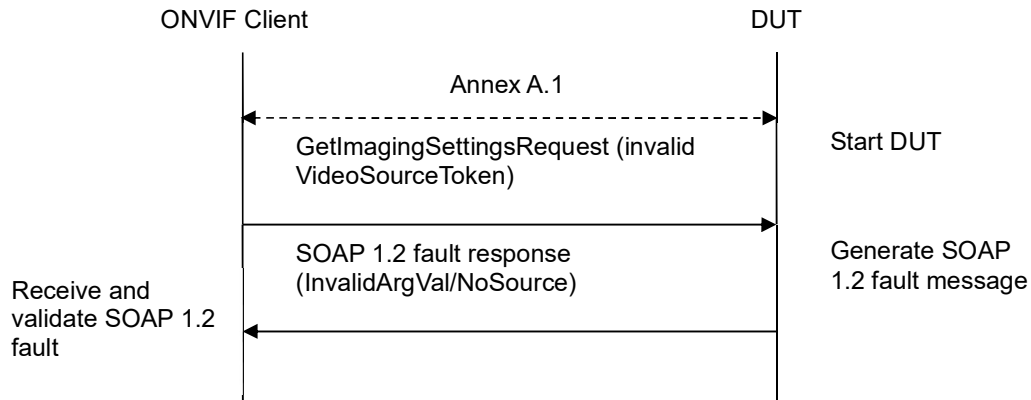 ONVIF Client
DUT
Annex A.1
GetImagingSettingsRequest (invalid
VideoSourceToken)
Start DUT
SOAP 1.2 fault response
(InvalidArgVal/NoSource)
Generate SOAP
1.2 fault message
Receive and
validate SOAP 1.2
fault